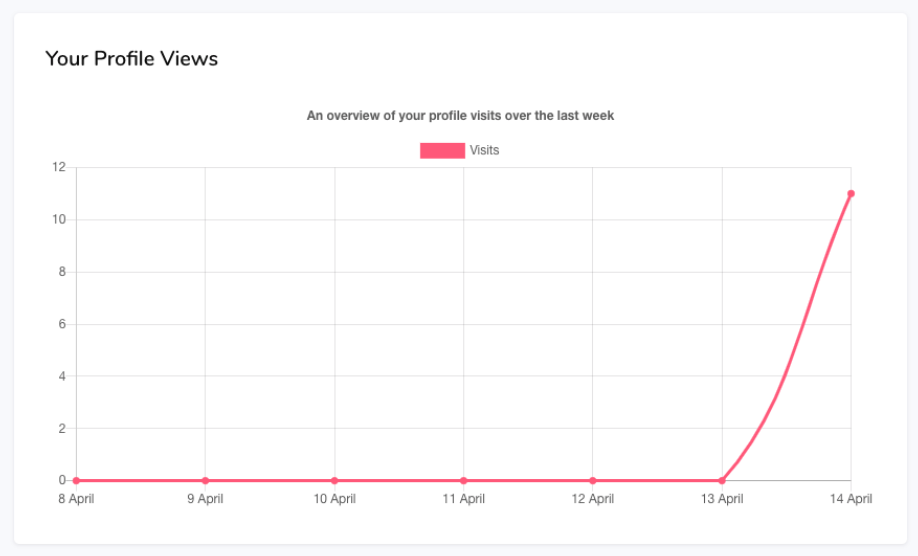 Your Profile Views
An overview of your profile visits over the last week
Visits
12
10
8
6
4
2
0
8 April 9 April 10 April 11 April 12 April 13 April 14 April